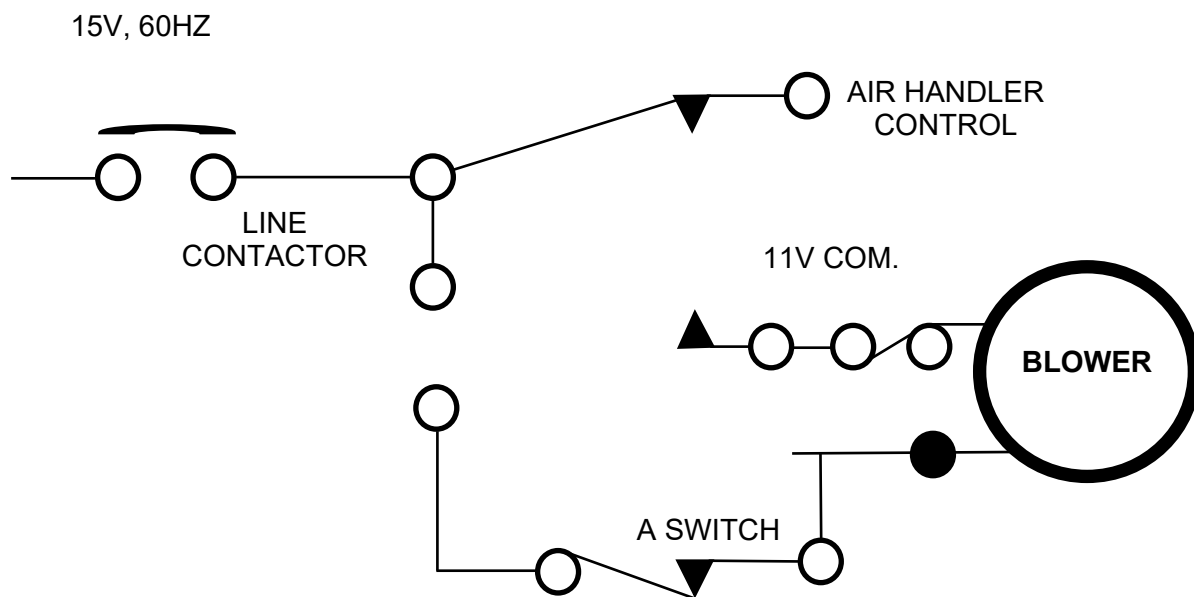 15V, 60HZ
AIR HANDLER
CONTROL
LINE
CONTACTOR
11V COM.
BLOWER
A SWITCH